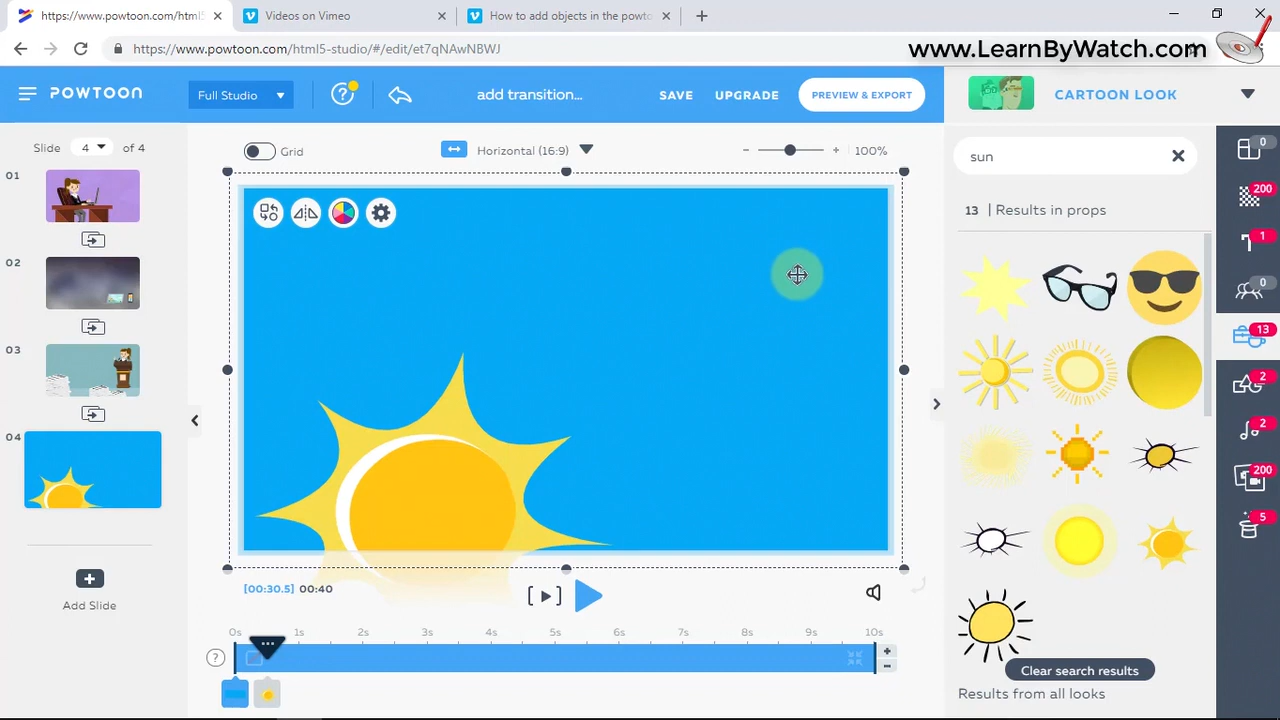 https://www.powtoon.com/html5
Videos on Vimeo
How to add objects in the powto
https://www.powtoon.com/html5-studio/#/edit/et7qNAwNBWJ
www.LearnByWatch.com
POWTOON
Full Studio
add transition...
SAVE
UPGRADE
PREVIEW & EXPORT
CARTOON LOOK
Slide 4 of 4
Grid
Horizontal (16:9)
100%
sun
13 | Results in props
01
02
03
04
Add Slide
0
200
1
0
13
2
2
200
5
[00:30.5] 00:40
0s 1s 2s 3s 4s 5s 6s 7s 8s 9s 10s
Clear search results
Results from all looks